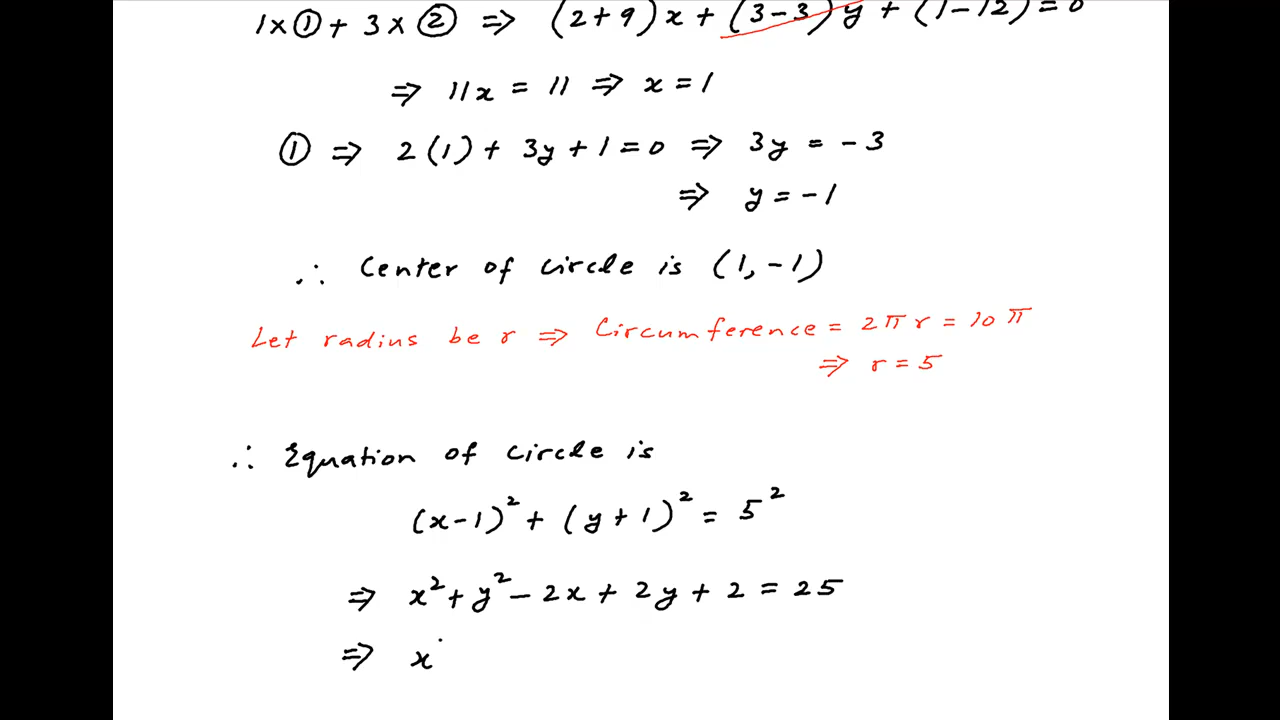 1×① + 3×② ⇒ (2+9)x + (3-3)y + (1-12) = 0
⇒ 11x = 11 ⇒ x = 1
① ⇒ 2(1) + 3y + 1 = 0 ⇒ 3y = -3
⇒ y = -1
∴ Center of circle is (1, -1)
Let radius be r ⇒ Circumference = 2πr = 10π
⇒ r = 5
∴ Equation of circle is
(x-1)² + (y+1)² = 5²
⇒ x² + y² - 2x + 2y + 2 = 25
⇒ x